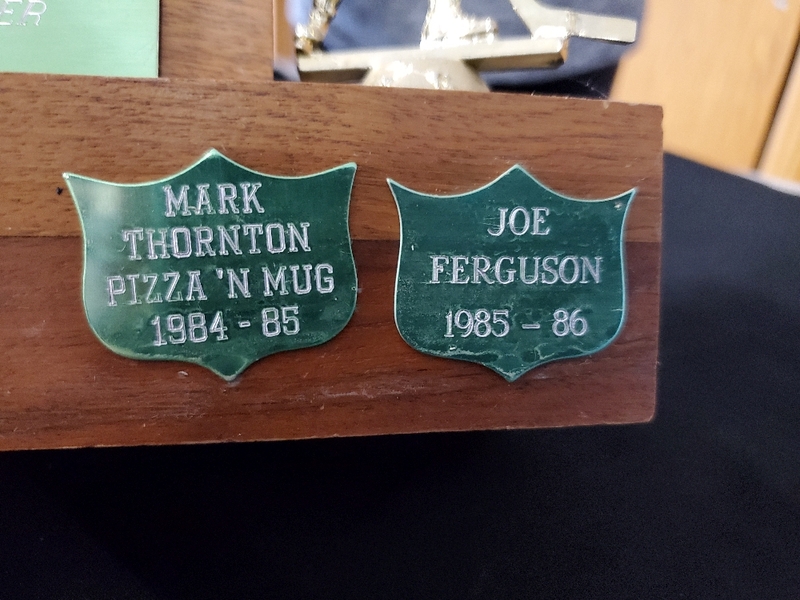 MARK
THORNTON
PIZZA 'N MUG
1984 - 85
JOE
FERGUSON
1985 - 86